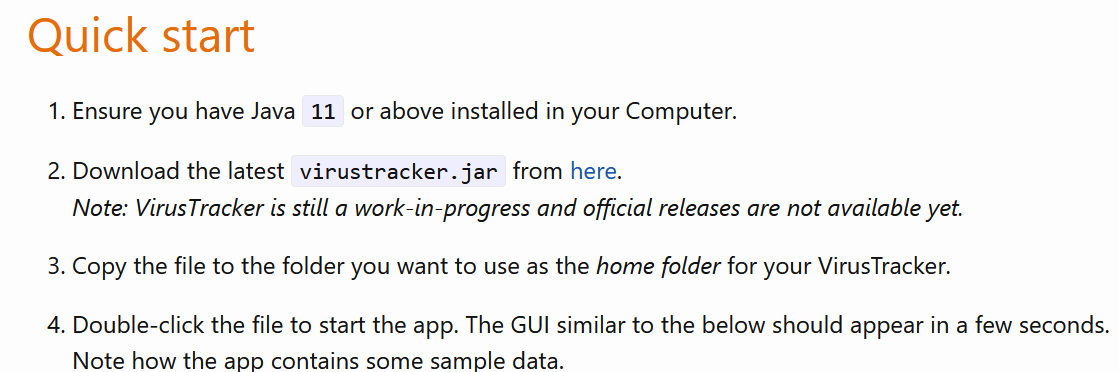 Quick start
1. Ensure you have Java 11 or above installed in your Computer.
2. Download the latest virustracker.jar from here.
Note: VirusTracker is still a work-in-progress and official releases are not available yet.
3. Copy the file to the folder you want to use as the home folder for your VirusTracker.
4. Double-click the file to start the app. The GUI similar to the below should appear in a few seconds.
Note how the app contains some sample data.